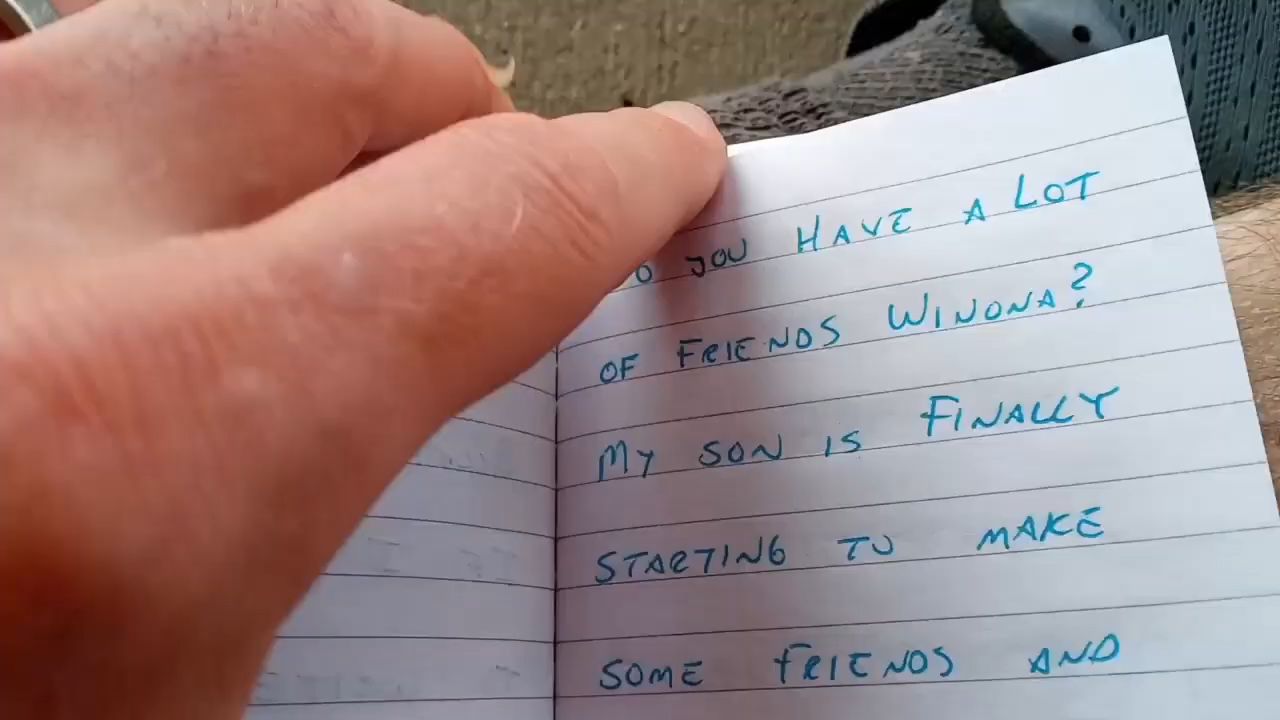 YOU HAVE A LOT
OF FRIENDS WINONA?
MY SON IS FINALLY
STARTING TO MAKE
SOME FRIENDS AND